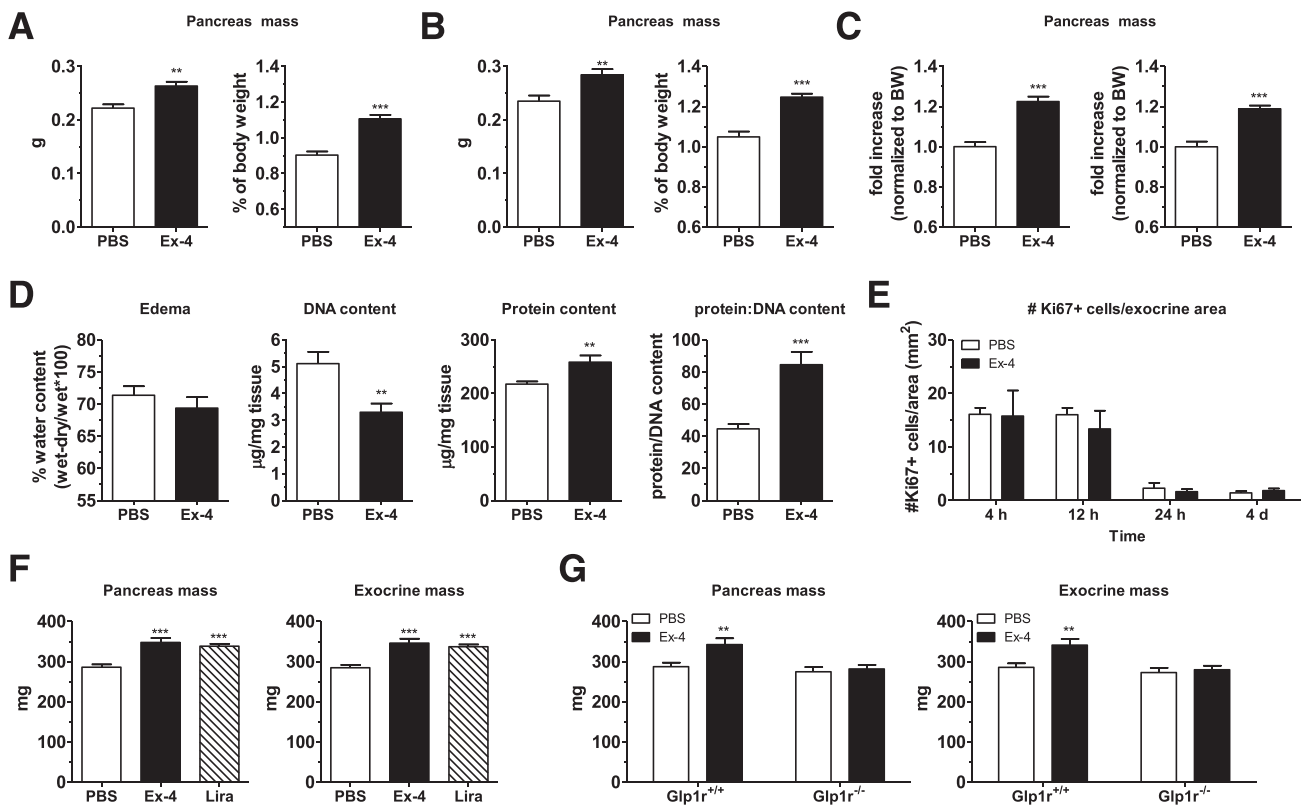 A
Pancreas mass
g
0.3
0.2
0.1
0.0
**
PBS
Ex-4
% of body weight
1.4
1.2
1.0
0.8
0.6
***
PBS
Ex-4
B
Pancreas mass
g
0.3
0.2
0.1
0.0
**
PBS
Ex-4
% of body weight
1.4
1.2
1.0
0.8
0.6
***
PBS
Ex-4
C
Pancreas mass
fold increase
(normalized to BW)
1.4
1.2
1.0
0.8
0.6
***
PBS
Ex-4
fold increase
(normalized to BW)
1.4
1.2
1.0
0.8
0.6
***
PBS
Ex-4
D
Edema
% water content
(wet-dry/wet*100)
80
75
70
65
60
55
PBS
Ex-4
DNA content
µg/mg tissue
6
5
4
3
2
1
0
**
PBS
Ex-4
Protein content
µg/mg tissue
300
200
100
0
**
PBS
Ex-4
protein:DNA content
protein/DNA content
100
80
60
40
20
0
***
PBS
Ex-4
E
# Ki67+ cells/exocrine area
#Ki67+ cells/area (mm²)
30
20
10
0
PBS
Ex-4
4 h
12 h
24 h
4 d
Time
F
Pancreas mass
mg
400
300
200
100
0
***
***
PBS
Ex-4
Lira
Exocrine mass
mg
400
300
200
100
0
***
***
PBS
Ex-4
Lira
G
Pancreas mass
mg
400
300
200
100
0
PBS
Ex-4
**
Glp1r+/+
Glp1r-/-
Exocrine mass
mg
400
300
200
100
0
PBS
Ex-4
**
Glp1r+/+
Glp1r-/-